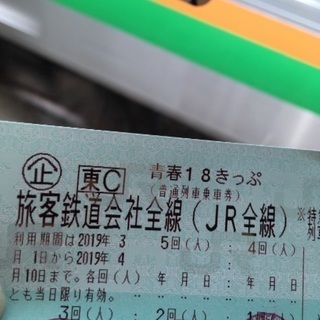 企 東C 青春18きっぷ
(普通列車乗車券)
旅客鉄道会社全線(JR全線)
利用期間は2019年3 5回(人) 4回(人)
月1日から2019年4
月10日まで。各回(人) 年月日 年月日
とも当日限り有効。
3回(人) 2回(人)